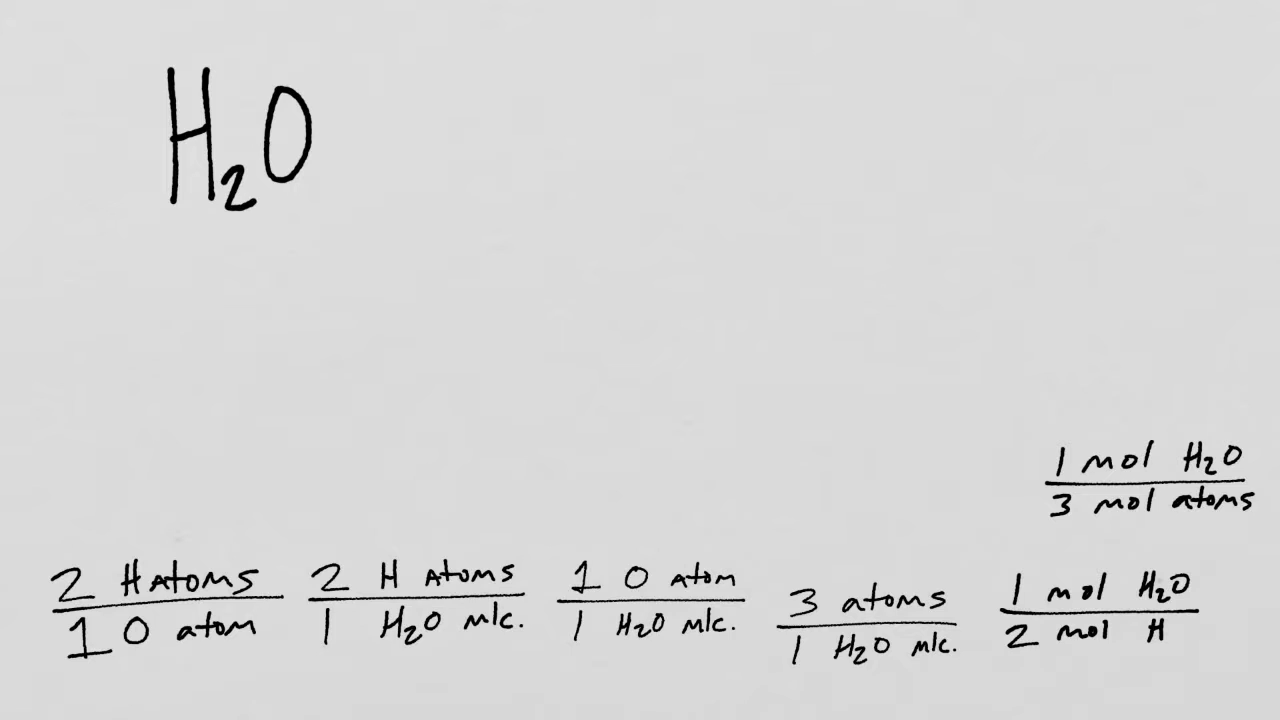 H₂O
1 mol H₂O
3 mol atoms
2 H Atoms
1 O atom
2 H Atoms
1 H₂O mlc.
1 O Atom
1 H₂O mlc.
3 atoms
1 H₂O mlc.
1 mol H₂O
2 mol H